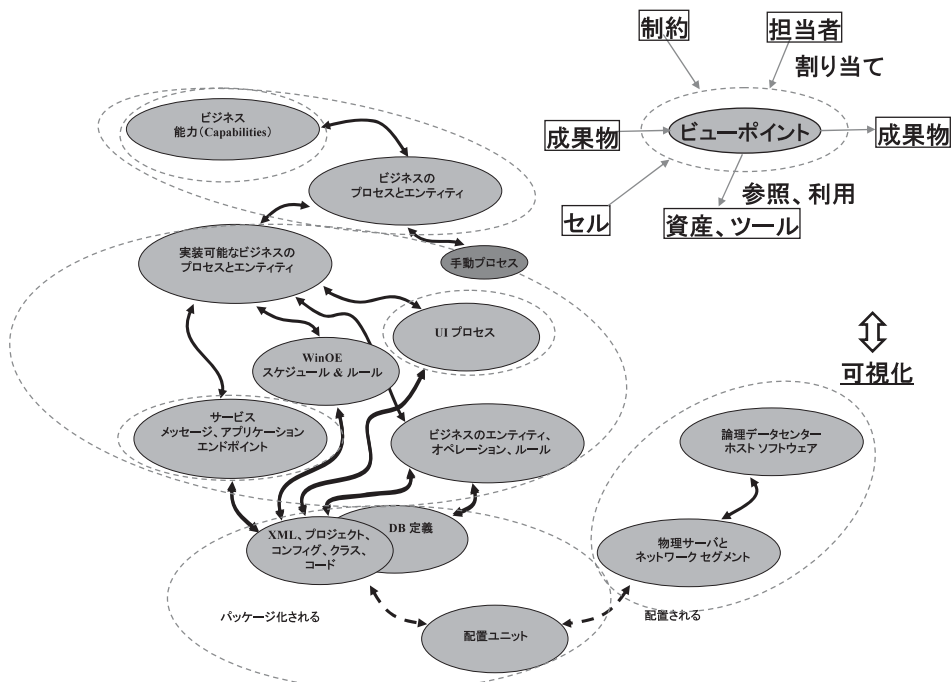 制約
担当者
割り当て
成果物
ビューポイント
成果物
セル
参照、利用
資産、ツール
ビジネス
能力(Capabilities)
ビジネスの
プロセスとエンティティ
実装可能なビジネスの
プロセスとエンティティ
手動プロセス
UI プロセス
WinOE
スケジュール & ルール
サービス
メッセージ、アプリケーション
エンドポイント
ビジネスのエンティティ、
オペレーション、ルール
可視化
論理データセンター
ホスト ソフトウェア
XML、プロジェクト、
コンフィグ、クラス、
コード
DB 定義
物理サーバと
ネットワーク セグメント
パッケージ化される
配置ユニット
配置される